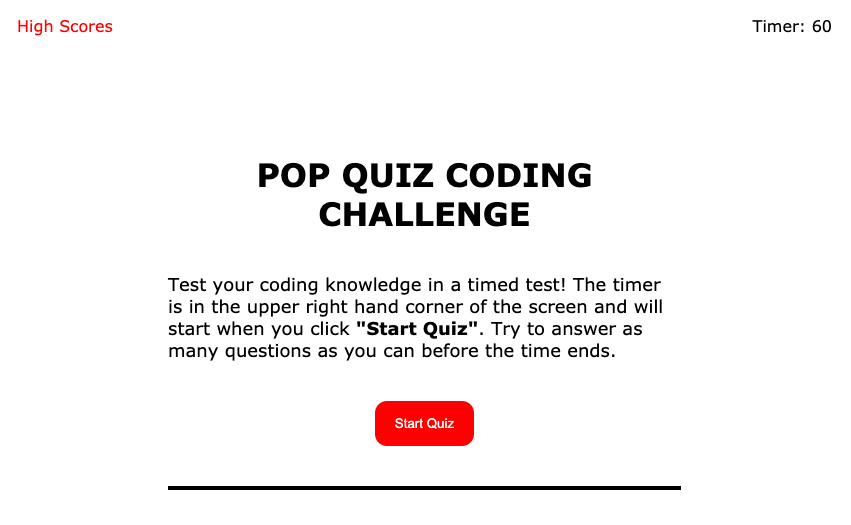 High Scores
Timer: 60
POP QUIZ CODING
CHALLENGE
Test your coding knowledge in a timed test! The timer
is in the upper right hand corner of the screen and will
start when you click "Start Quiz". Try to answer as
many questions as you can before the time ends.
Start Quiz